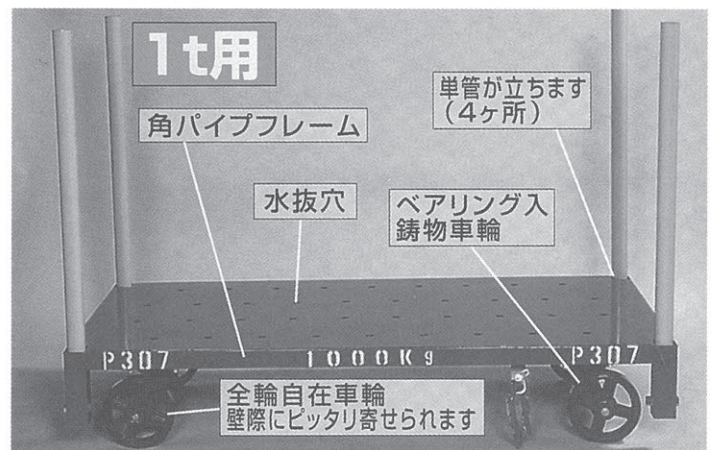 1t用
単管が立ちます
（4ヶ所）
角パイプフレーム
水抜穴
ベアリング入
鋳物車輪
P307 1000Kg P307
全輪自在車輪
壁際にピッタリ寄せられます